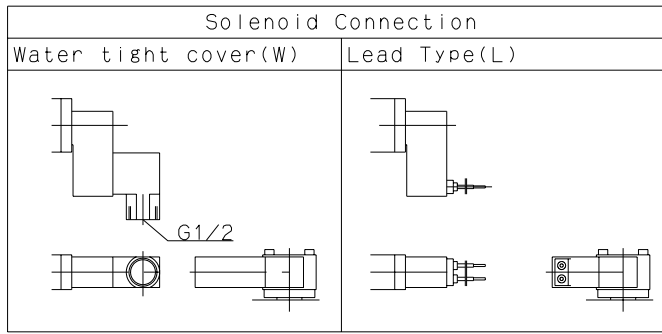 Solenoid Connection
Water tight cover(W)
Lead Type(L)
G1/2